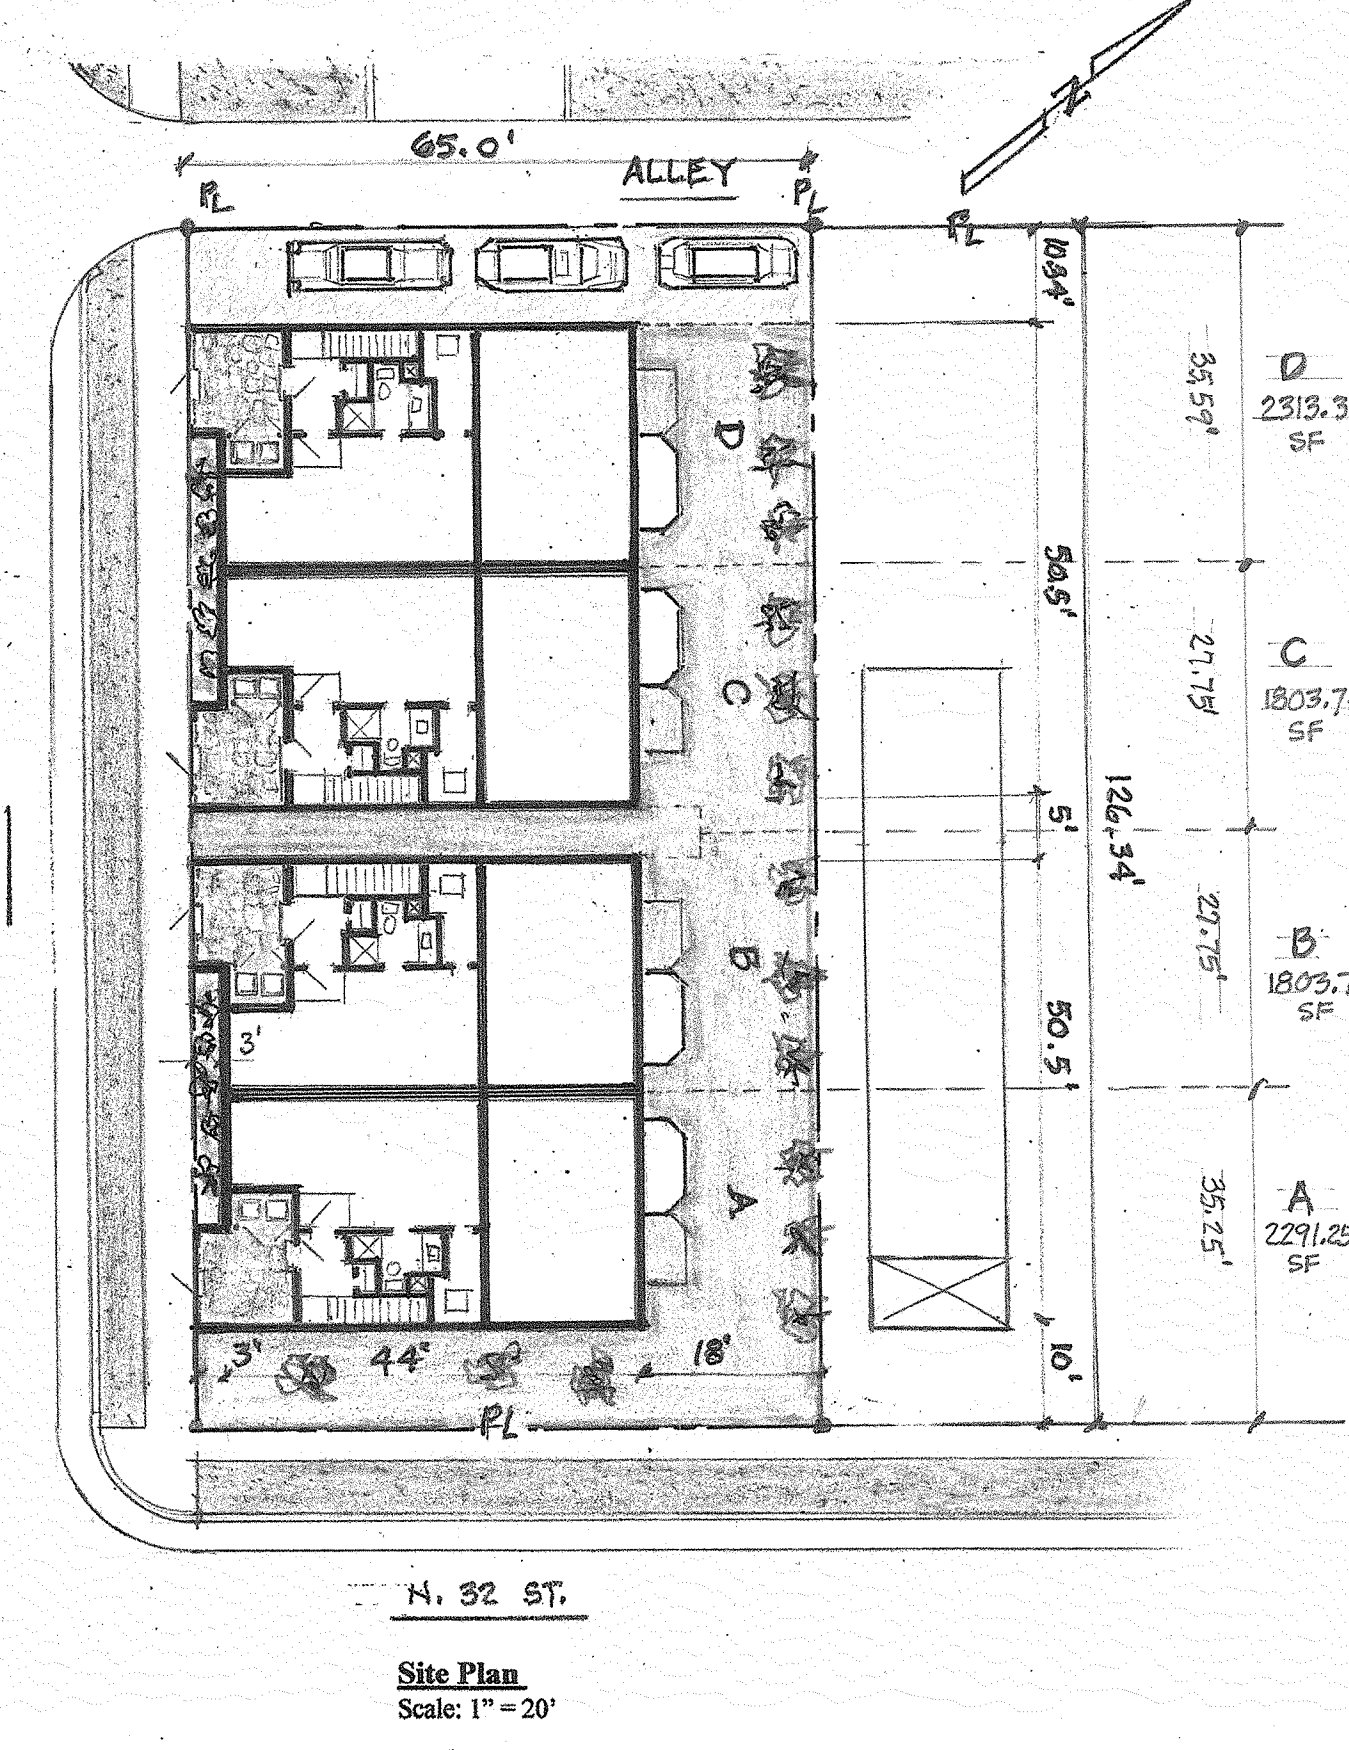 65.0'
ALLEY
PL
PL
PL
N
10.84'
35.59'
D
2313.3
SF
D
50.5'
27.75'
C
1803.7
SF
C
5'
126.34'
27.75'
B
1803.7
SF
B
3'
50.5'
35.25'
A
2291.25
SF
A
3'
44'
18'
10'
PL
N. 32 ST.
Site Plan
Scale: 1” = 20’